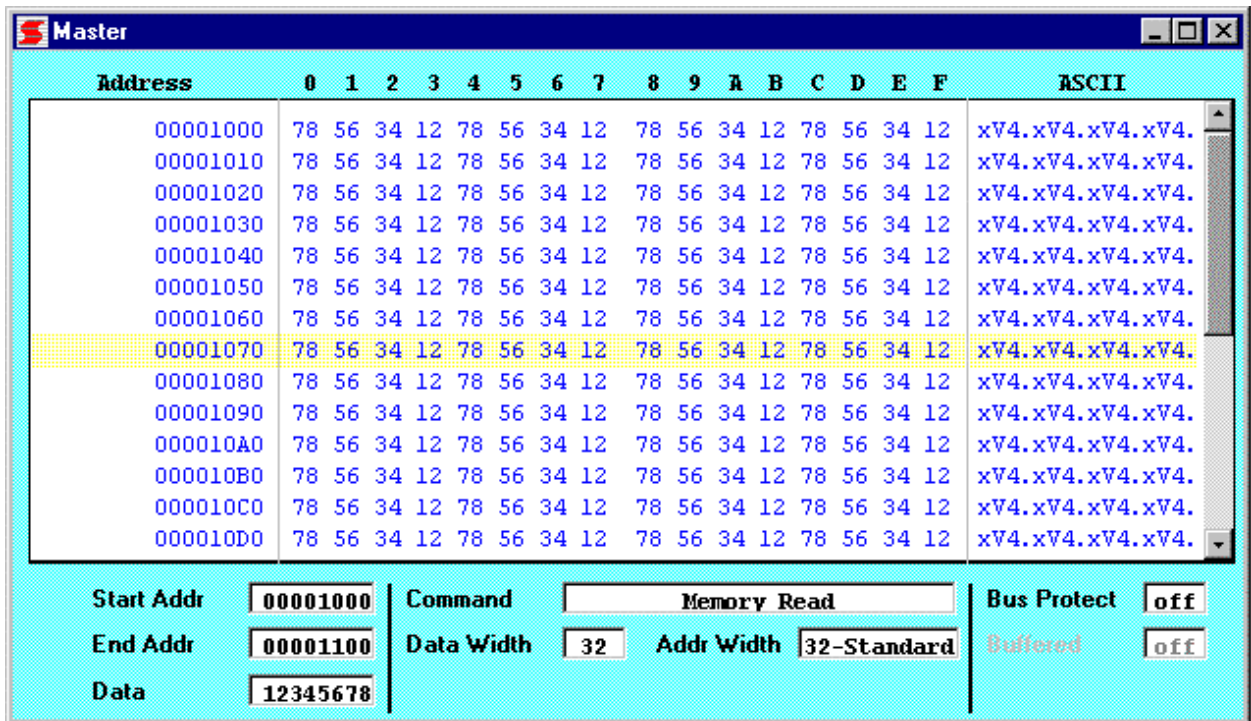 Master
Address 0 1 2 3 4 5 6 7 8 9 A B C D E F ASCII
00001000 78 56 34 12 78 56 34 12 78 56 34 12 78 56 34 12 xV4.xV4.xV4.xV4.
00001010 78 56 34 12 78 56 34 12 78 56 34 12 78 56 34 12 xV4.xV4.xV4.xV4.
00001020 78 56 34 12 78 56 34 12 78 56 34 12 78 56 34 12 xV4.xV4.xV4.xV4.
00001030 78 56 34 12 78 56 34 12 78 56 34 12 78 56 34 12 xV4.xV4.xV4.xV4.
00001040 78 56 34 12 78 56 34 12 78 56 34 12 78 56 34 12 xV4.xV4.xV4.xV4.
00001050 78 56 34 12 78 56 34 12 78 56 34 12 78 56 34 12 xV4.xV4.xV4.xV4.
00001060 78 56 34 12 78 56 34 12 78 56 34 12 78 56 34 12 xV4.xV4.xV4.xV4.
00001070 78 56 34 12 78 56 34 12 78 56 34 12 78 56 34 12 xV4.xV4.xV4.xV4.
00001080 78 56 34 12 78 56 34 12 78 56 34 12 78 56 34 12 xV4.xV4.xV4.xV4.
00001090 78 56 34 12 78 56 34 12 78 56 34 12 78 56 34 12 xV4.xV4.xV4.xV4.
000010A0 78 56 34 12 78 56 34 12 78 56 34 12 78 56 34 12 xV4.xV4.xV4.xV4.
000010B0 78 56 34 12 78 56 34 12 78 56 34 12 78 56 34 12 xV4.xV4.xV4.xV4.
000010C0 78 56 34 12 78 56 34 12 78 56 34 12 78 56 34 12 xV4.xV4.xV4.xV4.
000010D0 78 56 34 12 78 56 34 12 78 56 34 12 78 56 34 12 xV4.xV4.xV4.xV4.
Start Addr 00001000 Command Memory Read Bus Protect off
End Addr 00001100 Data Width 32 Addr Width 32-Standard Buffered off
Data 12345678